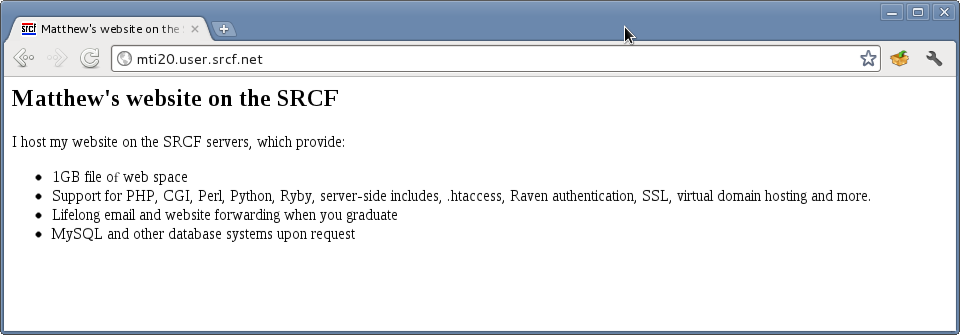 srcf Matthew's website on the
mti20.user.srcf.net
Matthew's website on the SRCF
I host my website on the SRCF servers, which provide:
1GB file of web space
Support for PHP, CGI, Perl, Python, Ryby, server-side includes, .htaccess, Raven authentication, SSL, virtual domain hosting and more.
Lifelong email and website forwarding when you graduate
MySQL and other database systems upon request